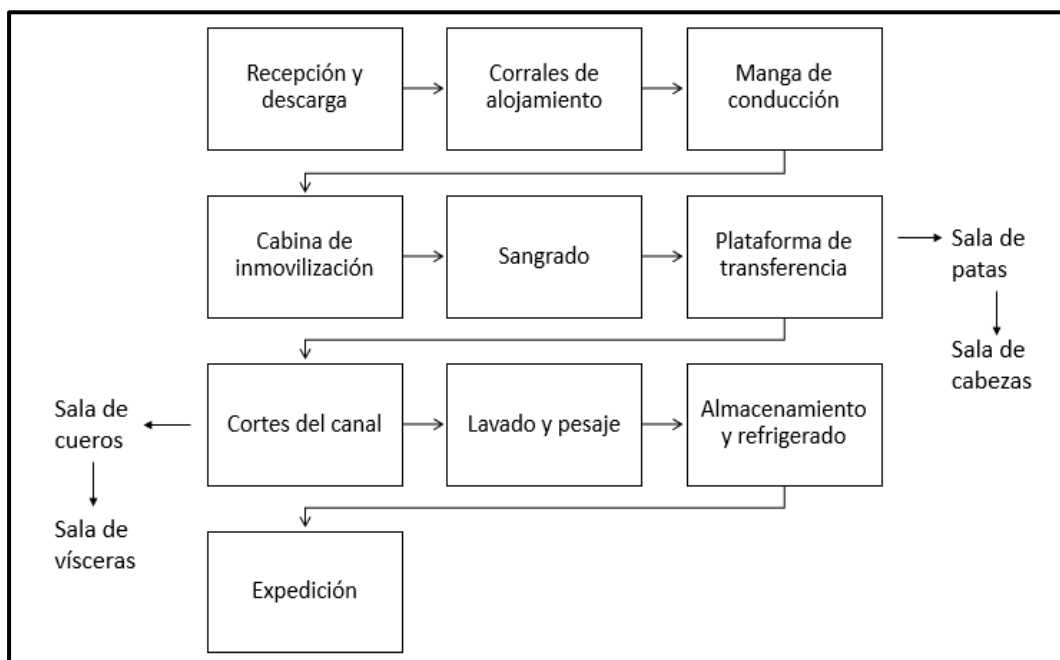 Recepción y
descarga
Corrales de
alojamiento
Manga de
conducción
Cabina de
inmovilización
Sangrado
Plataforma de
transferencia
Sala de
patas
Sala de
cabezas
Sala de
cueros
Sala de
vísceras
Cortes del canal
Lavado y pesaje
Almacenamiento
y refrigerado
Expedición